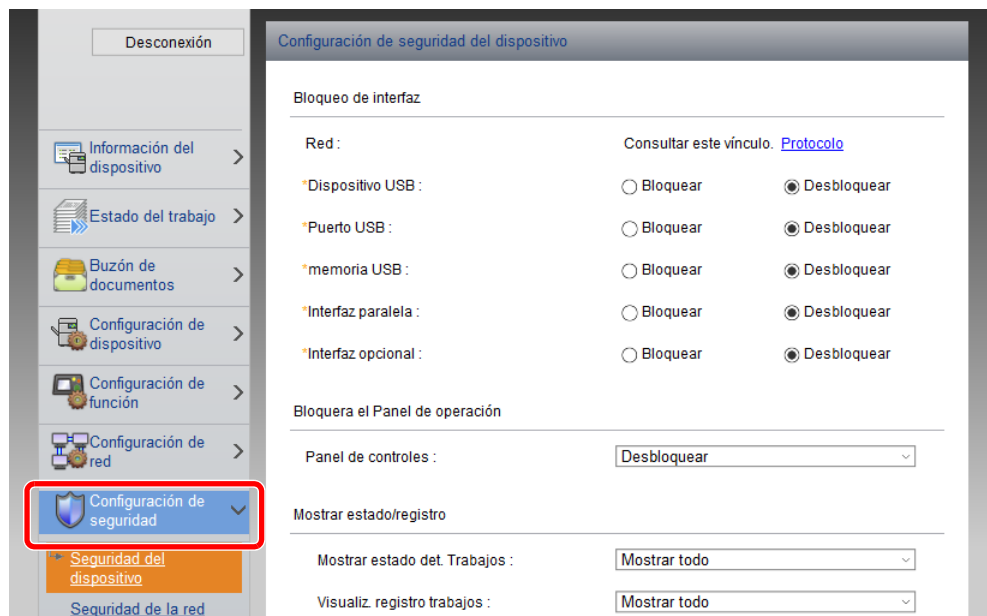 Desconexión
Información del
dispositivo
Estado del trabajo
Buzón de
documentos
Configuración de
dispositivo
Configuración de
función
Configuración de
red
Configuración de
seguridad
Seguridad del
dispositivo
Seguridad de la red
Configuración de seguridad del dispositivo
Bloqueo de interfaz
Red : Consultar este vínculo. Protocolo
*Dispositivo USB : Bloquear Desbloquear
*Puerto USB : Bloquear Desbloquear
*memoria USB : Bloquear Desbloquear
*Interfaz paralela : Bloquear Desbloquear
*Interfaz opcional : Bloquear Desbloquear
Bloquera el Panel de operación
Panel de controles : Desbloquear
Mostrar estado/registro
Mostrar estado det. Trabajos : Mostrar todo
Visualiz. registro trabajos : Mostrar todo